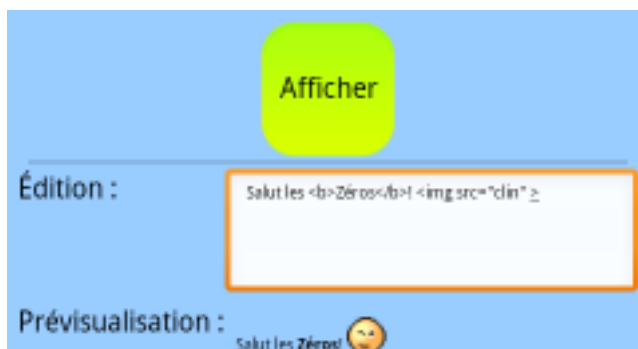 Afficher
Édition :
Salut les <b>Zéros</b>! <img src="clin" >
Prévisualisation :
Salut les Zéros!